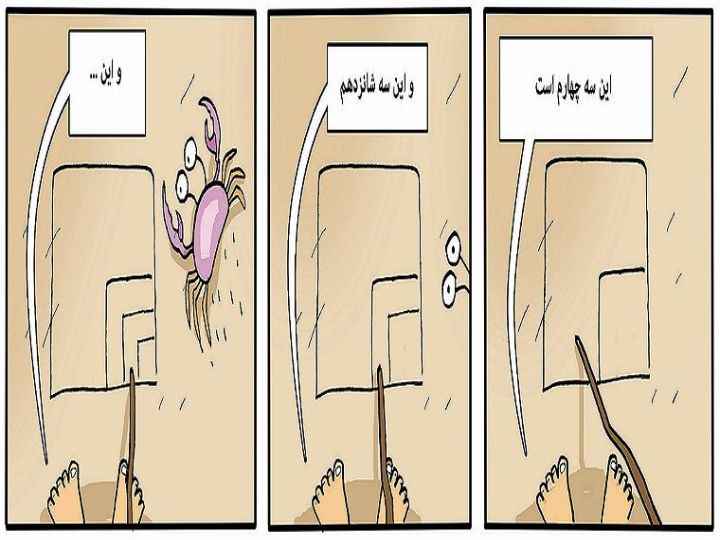 این سه چهارم است
و این سه شانزدهم
و این ...